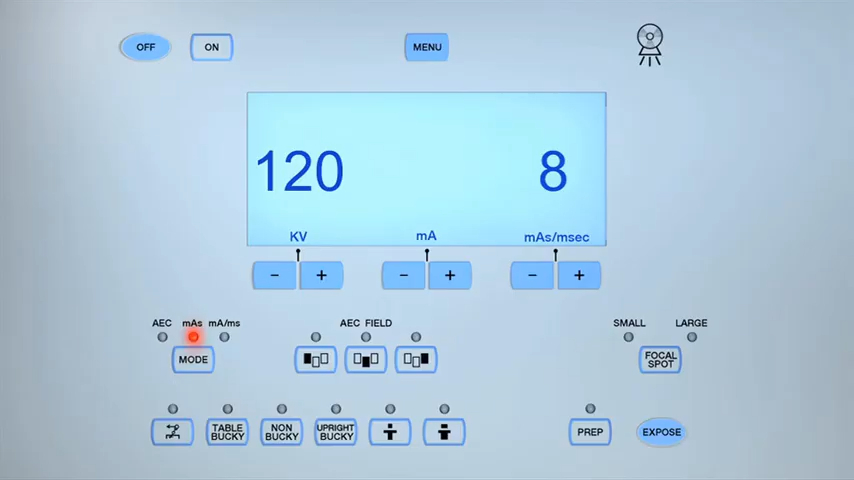 OFF
ON
MENU
120
8
KV
mA
mAs/msec
− + − + − +
AEC mAs mA/ms
AEC FIELD
SMALL LARGE
MODE
FOCAL
SPOT
TABLE
BUCKY
NON
BUCKY
UPRIGHT
BUCKY
PREP
EXPOSE